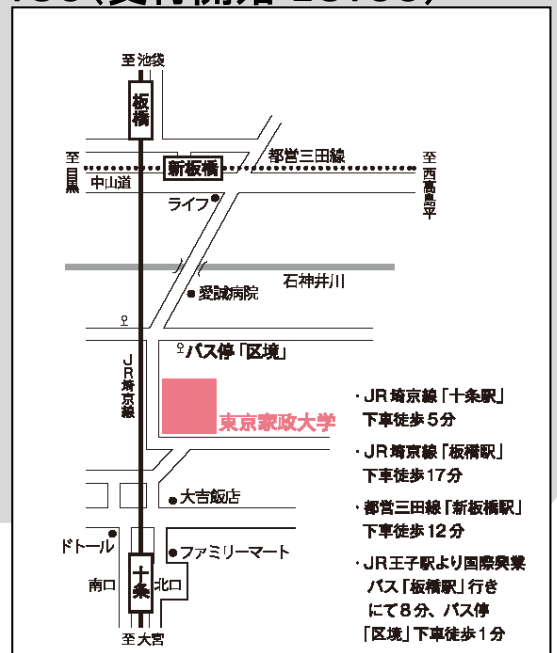 至池袋
板橋
至目黒
新板橋
都営三田線
至西高島平
中山道
ライフ
石神井川
愛誠病院
バス停「区境」
JR埼京線
東京家政大学
・JR埼京線「十条駅」
下車徒歩5分
・JR埼京線「板橋駅」
下車徒歩17分
・都営三田線「新板橋駅」
下車徒歩12分
・JR王子駅より国際興業
バス「板橋駅」行き
にて8分、バス停
「区境」下車徒歩1分
大吉飯店
ドトール
ファミリーマート
南口
十条
北口
至大宮